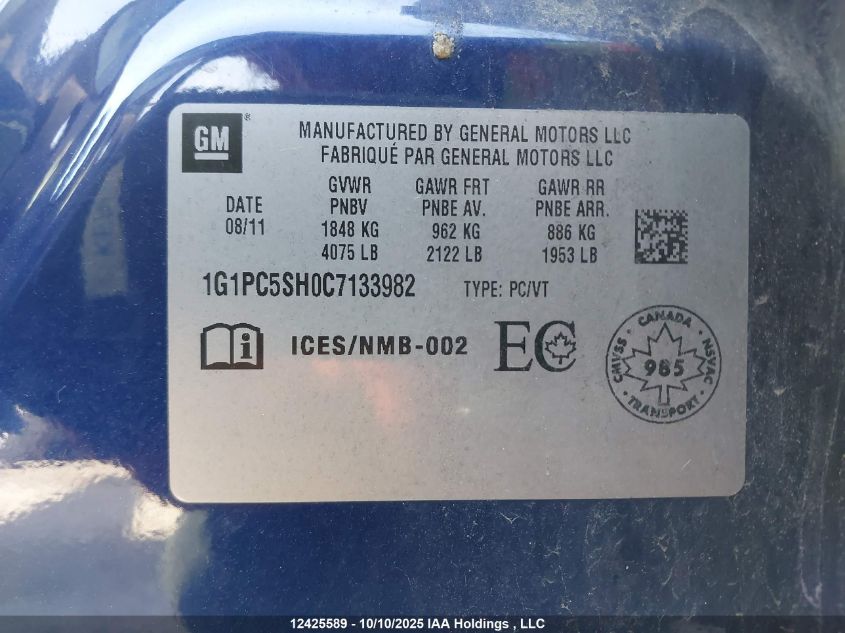 GM ®
MANUFACTURED BY GENERAL MOTORS LLC
FABRIQUÉ PAR GENERAL MOTORS LLC
GVWR GAWR FRT GAWR RR
DATE PNBV PNBE AV. PNBE ARR.
08/11 1848 KG 962 KG 886 KG
4075 LB 2122 LB 1953 LB
1G1PC5SH0C7133982 TYPE: PC/VT
i ICES/NMB-002 EC
CANADA
CMVSS 985 NSVAC
TRANSPORT
12425589 - 10/10/2025 IAA Holdings , LLC